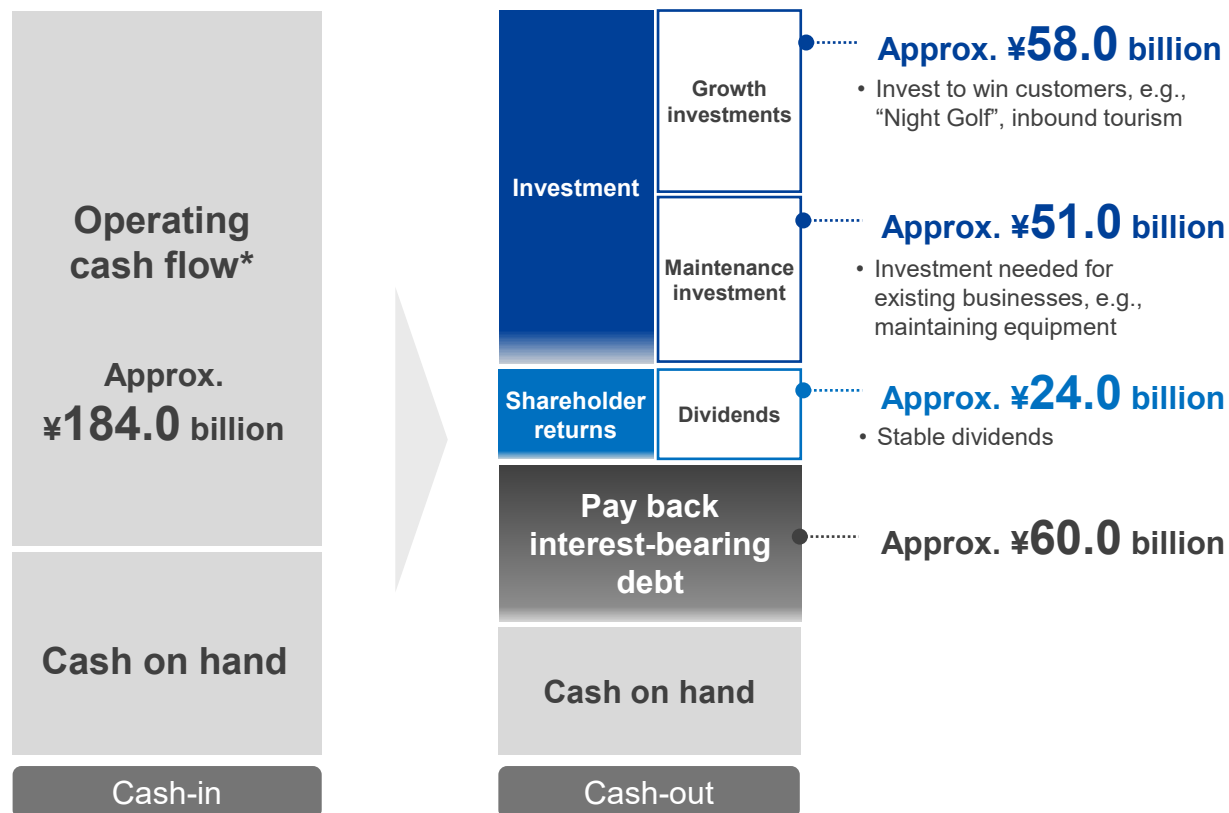 Operating
cash flow*
Approx.
¥184.0 billion
Cash on hand
Cash-in
Investment
Growth
investments
Approx. ¥58.0 billion
• Invest to win customers, e.g.,
“Night Golf”, inbound tourism
Maintenance
investment
Approx. ¥51.0 billion
• Investment needed for
existing businesses, e.g.,
maintaining equipment
Shareholder
returns
Dividends
Approx. ¥24.0 billion
• Stable dividends
Pay back
interest-bearing
debt
Approx. ¥60.0 billion
Cash on hand
Cash-out